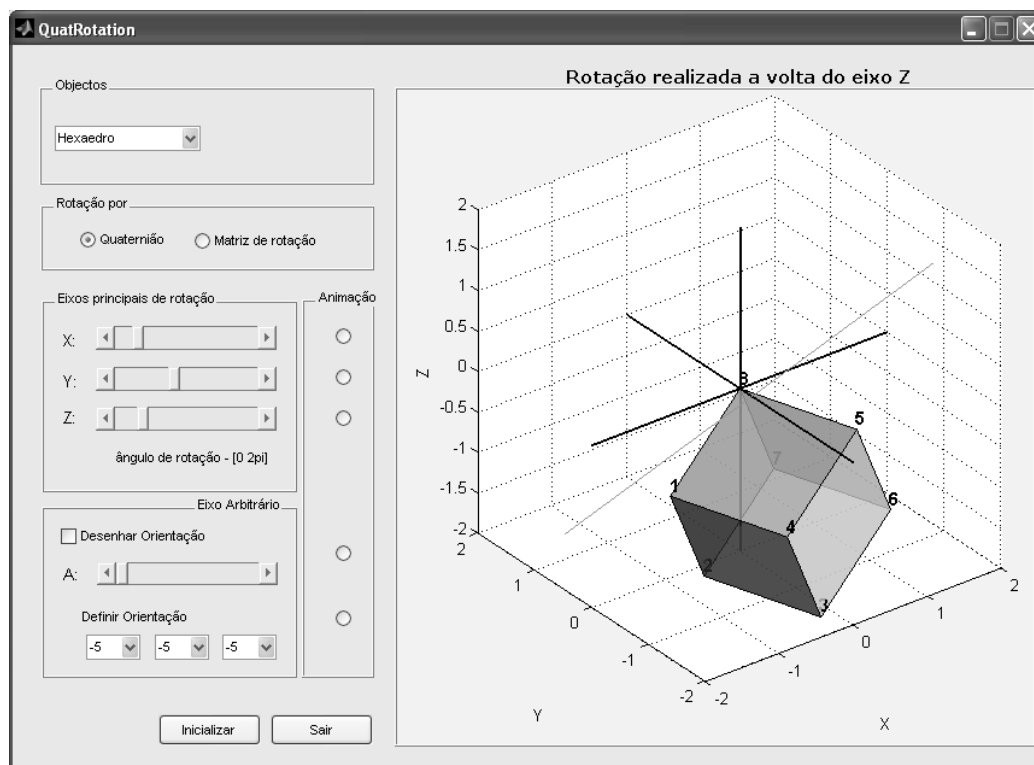 QuatRotation
Objectos
Hexaedro
Rotação por
Quaternião
Matriz de rotação
Eixos principais de rotação
X:
Y:
Z:
ângulo de rotação - [0 2pi]
Animação
Eixo Arbitrário
Desenhar Orientação
A:
Definir Orientação
-5 -5 -5
Inicializar
Sair
Rotação realizada a volta do eixo Z
2
1.5
1
0.5
0
-0.5
-1
-1.5
-2
Z
2
1
0
-1
-2
Y
-2
-1
0
1
2
X
8
5
7
1
6
4
2
3